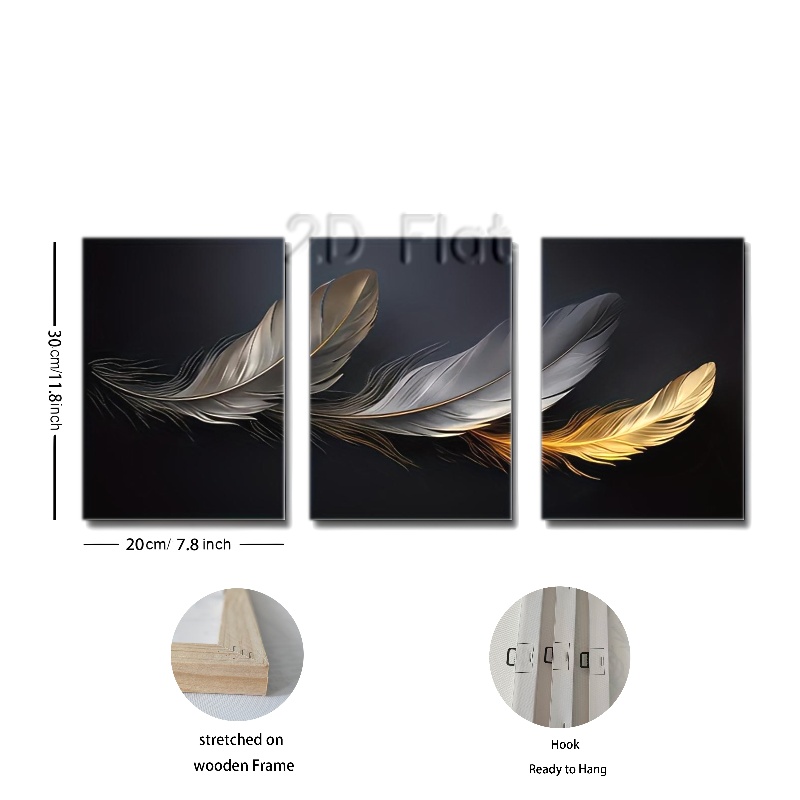 2D Flat
30cm/11.8inch
20cm/ 7.8 inch
stretched on
wooden Frame
Hook
Ready to Hang